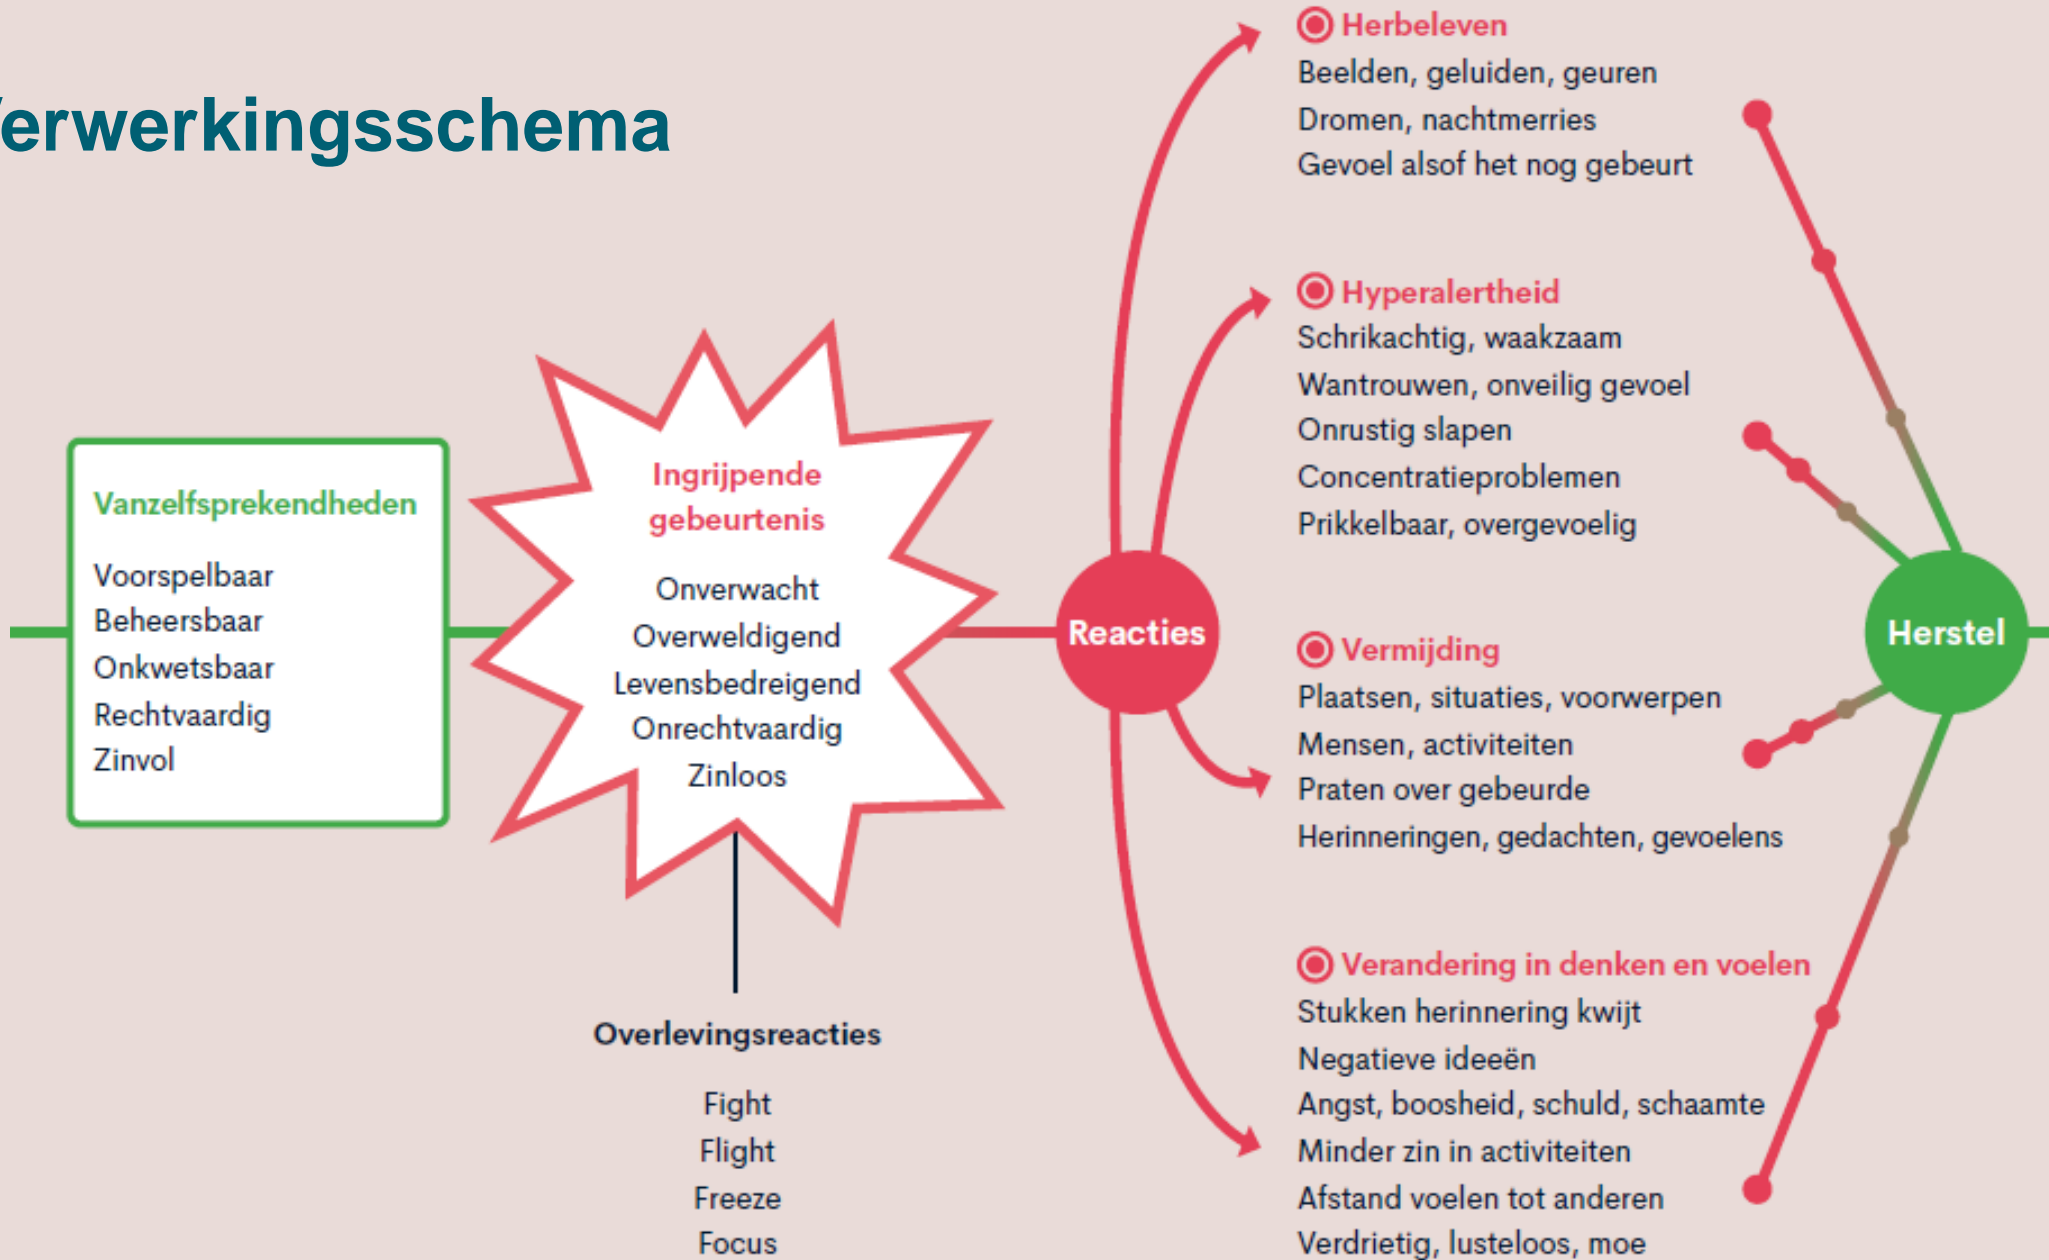 Verwerkingsschema
Vanzelfsprekendheden
Voorspelbaar
Beheersbaar
Onkwetsbaar
Rechtvaardig
Zinvol
Ingrijpende
gebeurtenis
Onverwacht
Overweldigend
Levensbedreigend
Onrechtvaardig
Zinloos
Overlevingsreacties
Fight
Flight
Freeze
Focus
Reacties
Herbeleven
Beelden, geluiden, geuren
Dromen, nachtmerries
Gevoel alsof het nog gebeurt
Hyperalertheid
Schrikachtig, waakzaam
Wantrouwen, onveilig gevoel
Onrustig slapen
Concentratieproblemen
Prikkelbaar, overgevoelig
Vermijding
Plaatsen, situaties, voorwerpen
Mensen, activiteiten
Praten over gebeurde
Herinneringen, gedachten, gevoelens
Verandering in denken en voelen
Stukken herinnering kwijt
Negatieve ideeën
Angst, boosheid, schuld, schaamte
Minder zin in activiteiten
Afstand voelen tot anderen
Verdrietig, lusteloos, moe
Herstel